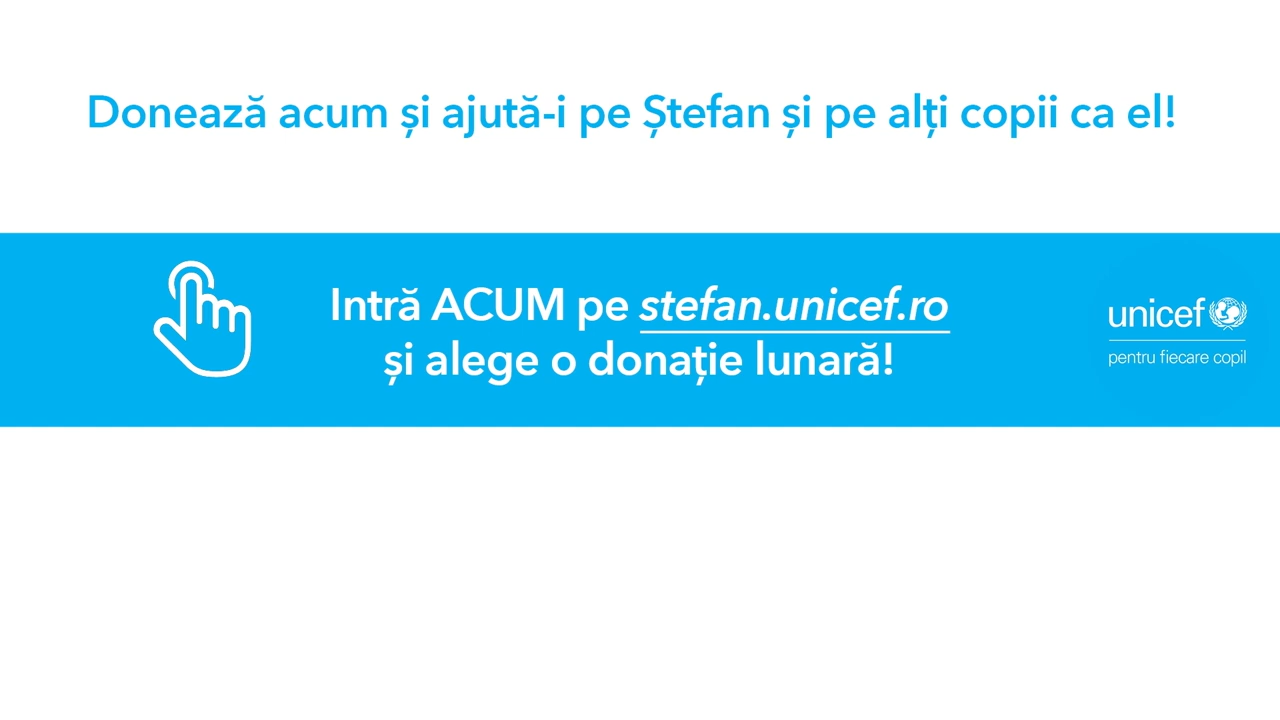 Donează acum și ajută-i pe Ștefan și pe alți copii ca el!
Intră ACUM pe stefan.unicef.ro
și alege o donație lunară!
unicef
pentru fiecare copil